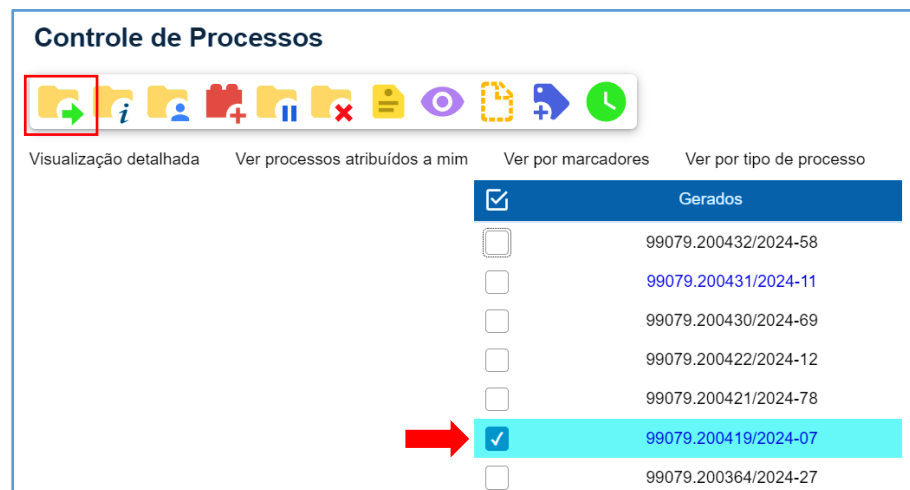 Controle de Processos
Visualização detalhada Ver processos atribuídos a mim Ver por marcadores Ver por tipo de processo
Gerados
99079.200432/2024-58
99079.200431/2024-11
99079.200430/2024-69
99079.200422/2024-12
99079.200421/2024-78
99079.200419/2024-07
99079.200364/2024-27